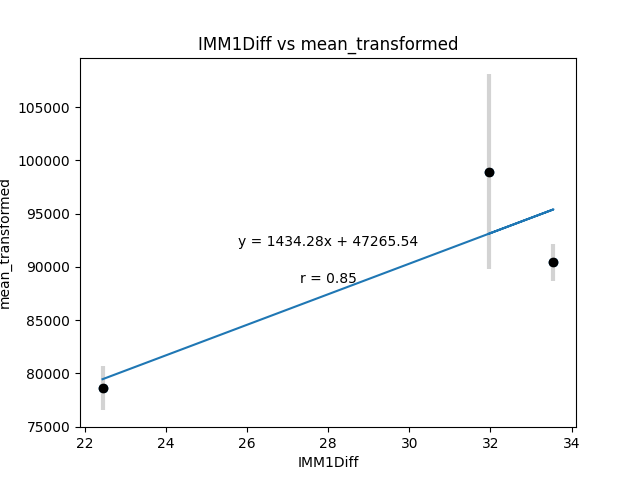 IMM1Diff vs mean_transformed
105000
100000
95000
90000
85000
80000
75000
mean_transformed
y = 1434.28x + 47265.54
r = 0.85
22
24
26
28
30
32
34
IMM1Diff